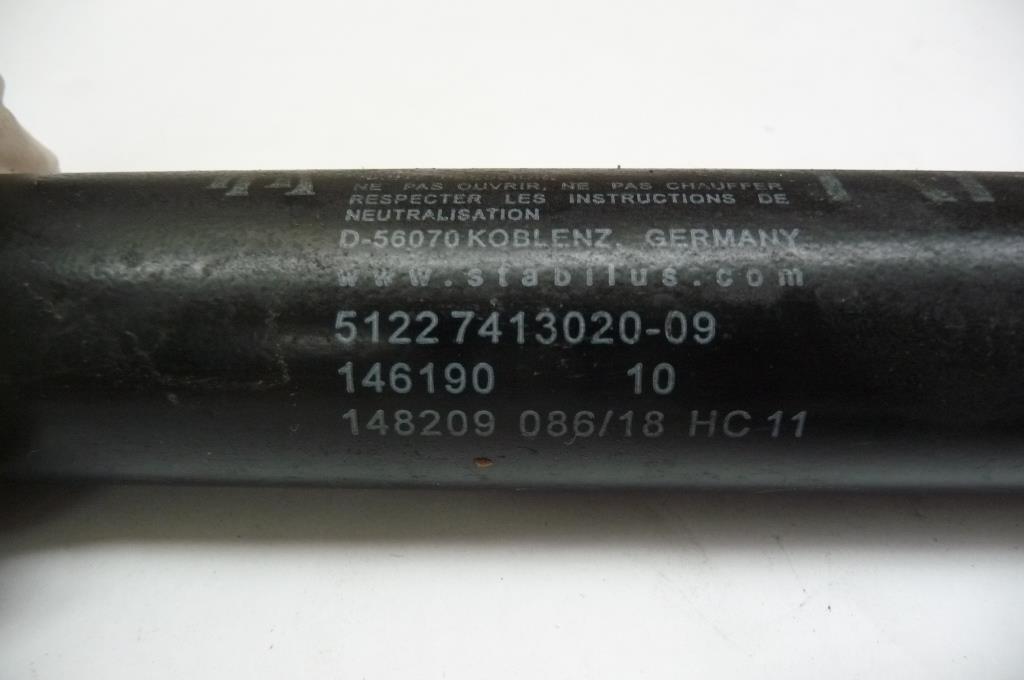 NE PAS OUVRIR, NE PAS CHAUFFER
RESPECTER LES INSTRUCTIONS DE
NEUTRALISATION
D-56070 KOBLENZ, GERMANY
www.stabilus.com
5122 7413020-09
146190 10
148209 086/18 HC 11